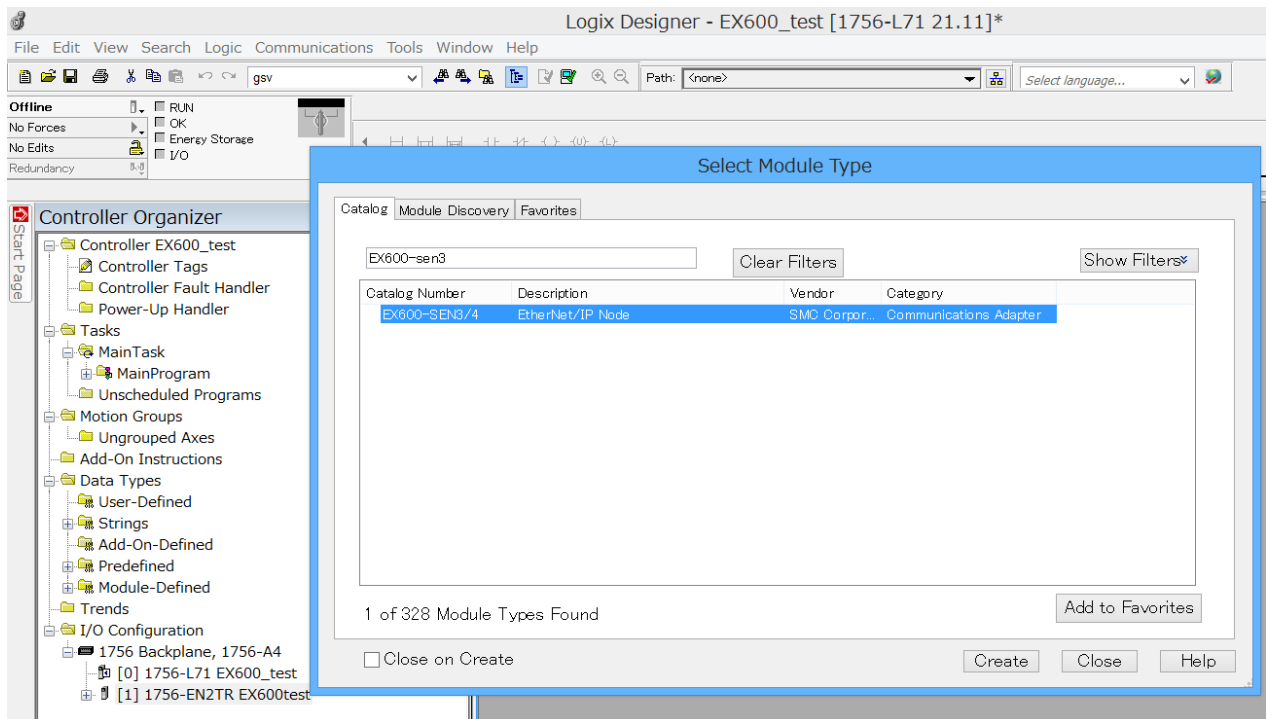 Logix Designer - EX600_test [1756-L71 21.11]*
File Edit View Search Logic Communications Tools Window Help
gsv
Path: <none>
Select language...
Offline
RUN
No Forces
OK
No Edits
Energy Storage
Redundancy
I/O
Start Page
Controller Organizer
Controller EX600_test
Controller Tags
Controller Fault Handler
Power-Up Handler
Tasks
MainTask
MainProgram
Unscheduled Programs
Motion Groups
Ungrouped Axes
Add-On Instructions
Data Types
User-Defined
Strings
Add-On-Defined
Predefined
Module-Defined
Trends
I/O Configuration
1756 Backplane, 1756-A4
[0] 1756-L71 EX600_test
[1] 1756-EN2TR EX600test
Select Module Type
Catalog Module Discovery Favorites
EX600-sen3
Clear Filters
Show Filters
Catalog Number Description Vendor Category
EX600-SEN3/4 EtherNet/IP Node SMC Corpor... Communications Adapter
1 of 328 Module Types Found
Add to Favorites
Close on Create
Create Close Help